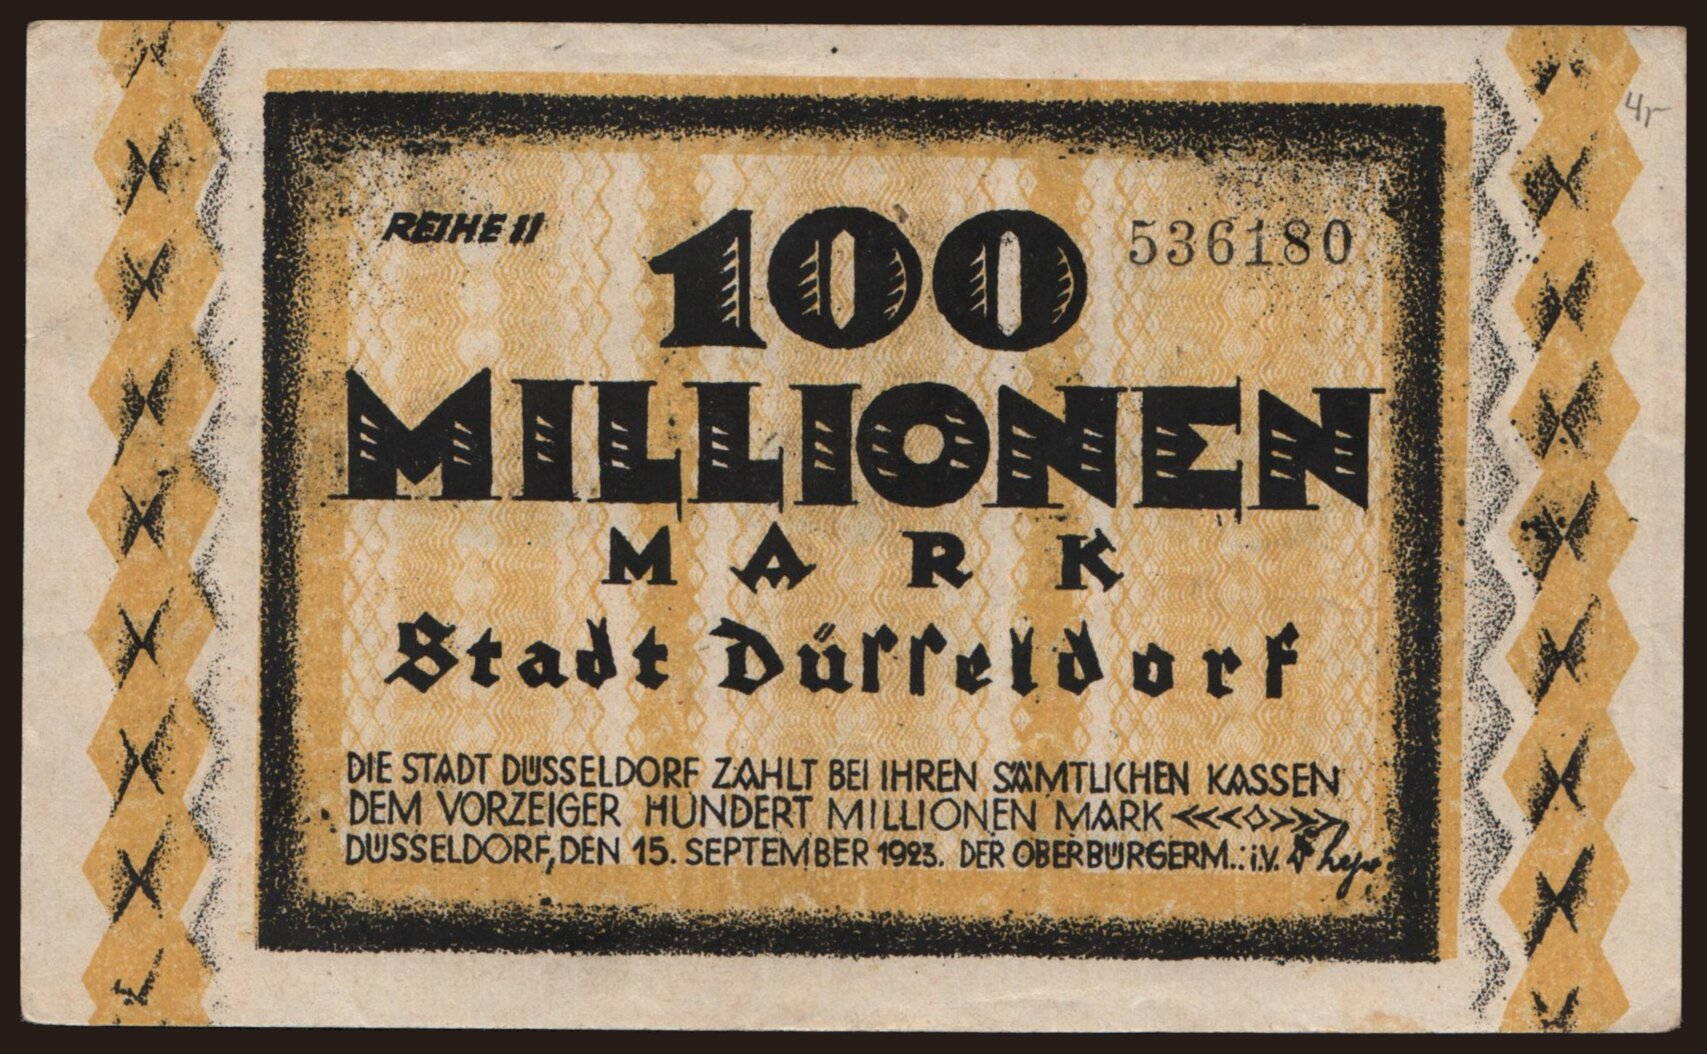 REIHE II
100
536180
MILLIONEN
MARK
Stadt Düsseldorf
DIE STADT DÜSSELDORF ZAHLT BEI IHREN SÄMTLICHEN KASSEN
DEM VORZEIGER HUNDERT MILLIONEN MARK
DÜSSELDORF, DEN 15. SEPTEMBER 1923. DER OBERBÜRGERM.: i.V.